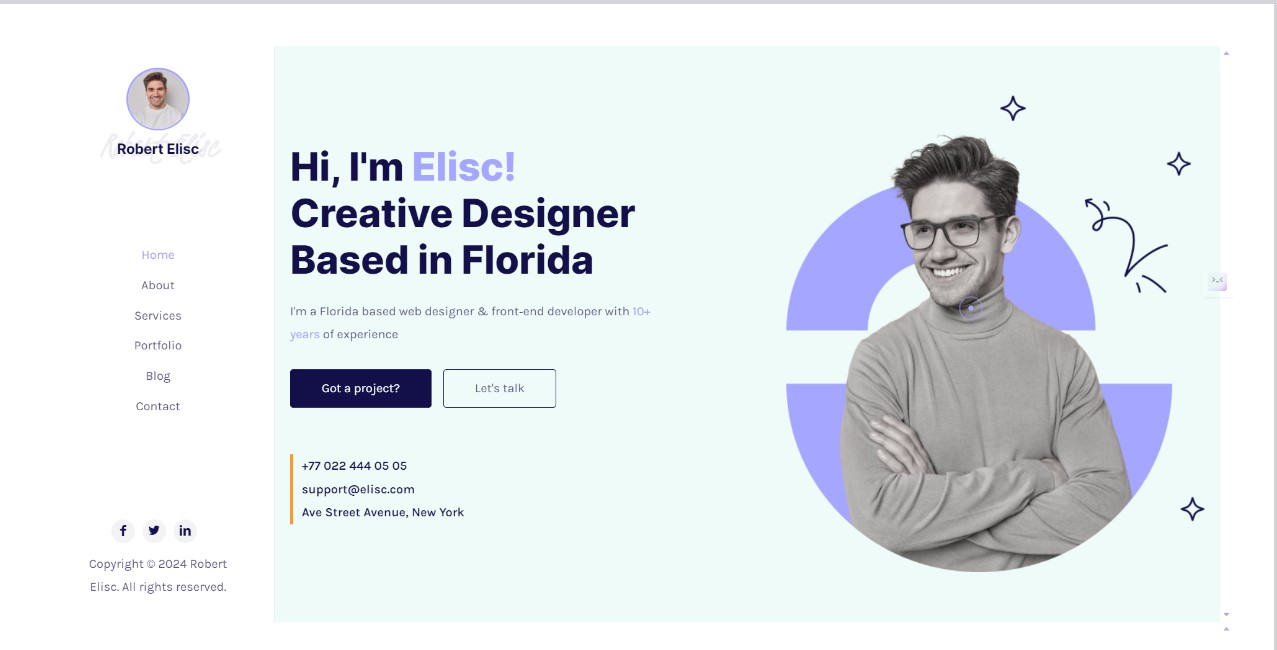 Robert Elisc
Robert Elisc
Home
About
Services
Portfolio
Blog
Contact
Copyright © 2024 Robert
Elisc. All rights reserved.
Hi, I'm Elisc!
Creative Designer
Based in Florida
I'm a Florida based web designer & front-end developer with 10+
years of experience
Got a project?
Let's talk
+77 022 444 05 05
support@elisc.com
Ave Street Avenue, New York